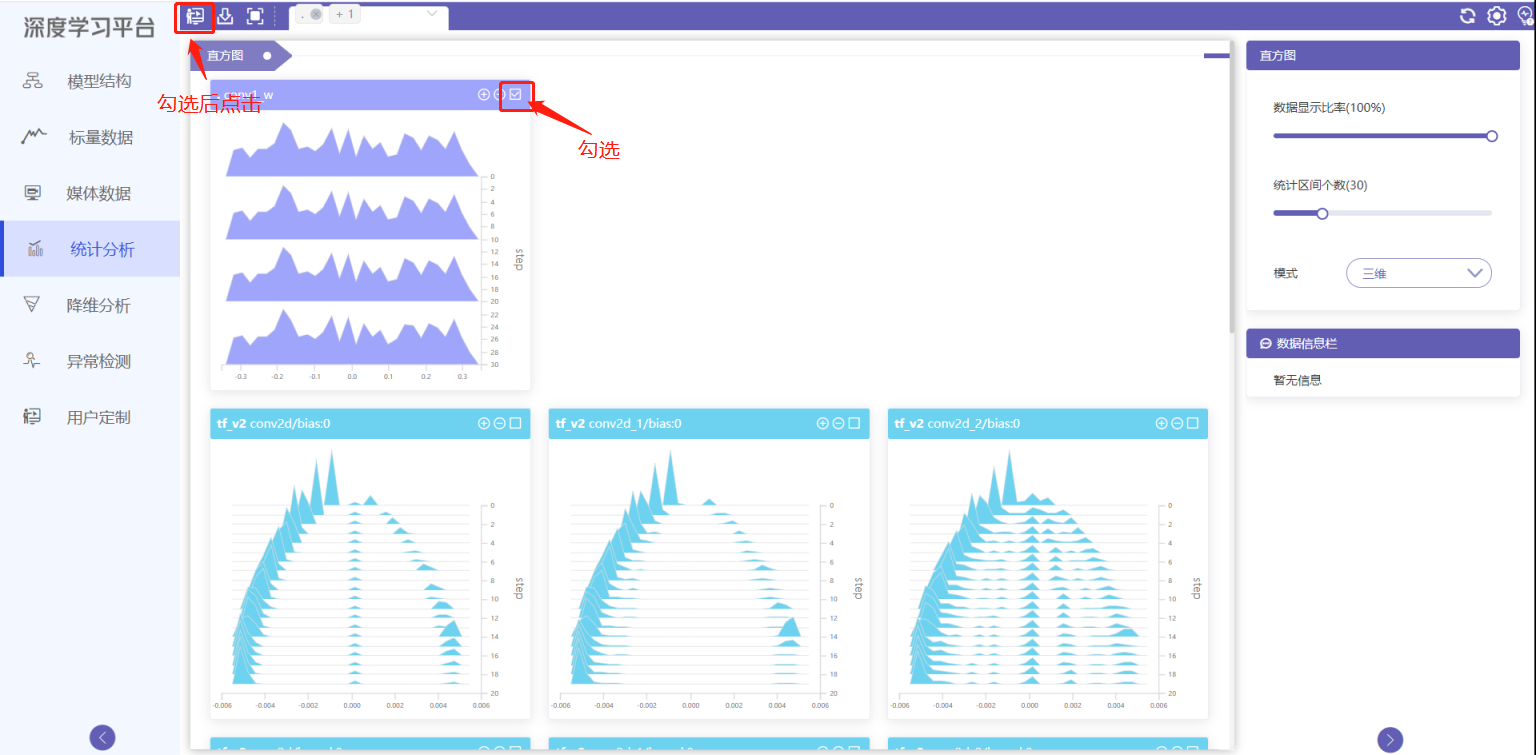 深度学习平台
+ 1
模型结构
标量数据
媒体数据
统计分析
降维分析
异常检测
用户定制
直方图
勾选后点击
. conv1_w
勾选
0
2
4
6
8
10
12
14
16
18
20
22
24
26
28
30
step
-0.3 -0.2 -0.1 0.0 0.1 0.2 0.3
tf_v2 conv2d/bias:0
0
2
4
6
8
10
12
14
16
18
20
step
-0.006 -0.004 -0.002 0.000 0.002 0.004 0.006
tf_v2 conv2d_1/bias:0
0
2
4
6
8
10
12
14
16
18
20
step
-0.006 -0.004 -0.002 0.000 0.002 0.004 0.006
tf_v2 conv2d_2/bias:0
0
2
4
6
8
10
12
14
16
18
20
step
-0.006 -0.004 -0.002 0.000 0.002 0.004 0.006
直方图
数据显示比率(100%)
统计区间个数(30)
模式 三维
数据信息栏
暂无信息